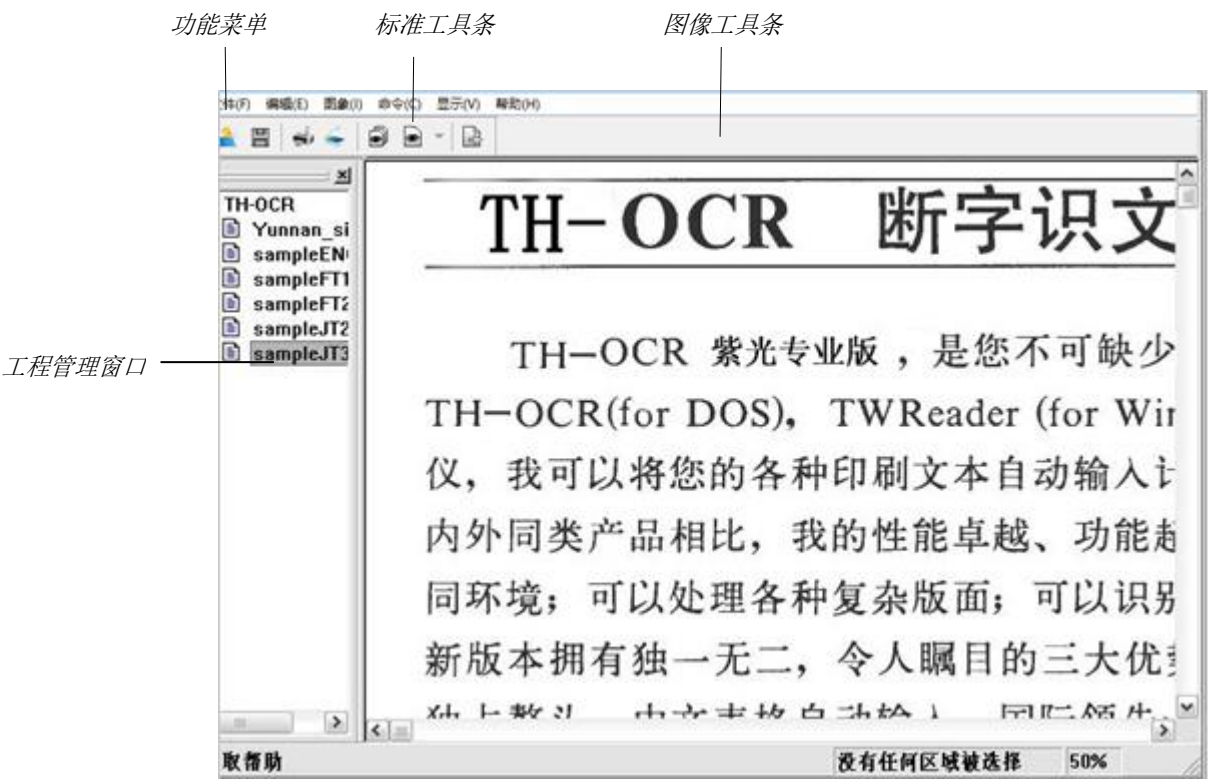 功能菜单 标准工具条 图像工具条
件(F) 编辑(E) 图象(I) 命令(C) 显示(V) 帮助(H)
TH-OCR
Yunnan_si
sampleEN
sampleFT1
sampleFT2
sampleJT2
sampleJT3
工程管理窗口
TH-OCR 断字识文
TH-OCR 紫光专业版，是您不可缺少
TH-OCR(for DOS), TWReader (for Wi
仪，我可以将您的各种印刷文本自动输入计
内外同类产品相比，我的性能卓越、功能超
同环境；可以处理各种复杂版面；可以识别
新版本拥有独一无二，令人瞩目的三大优势
取帮助 没有任何区域被选择 50%